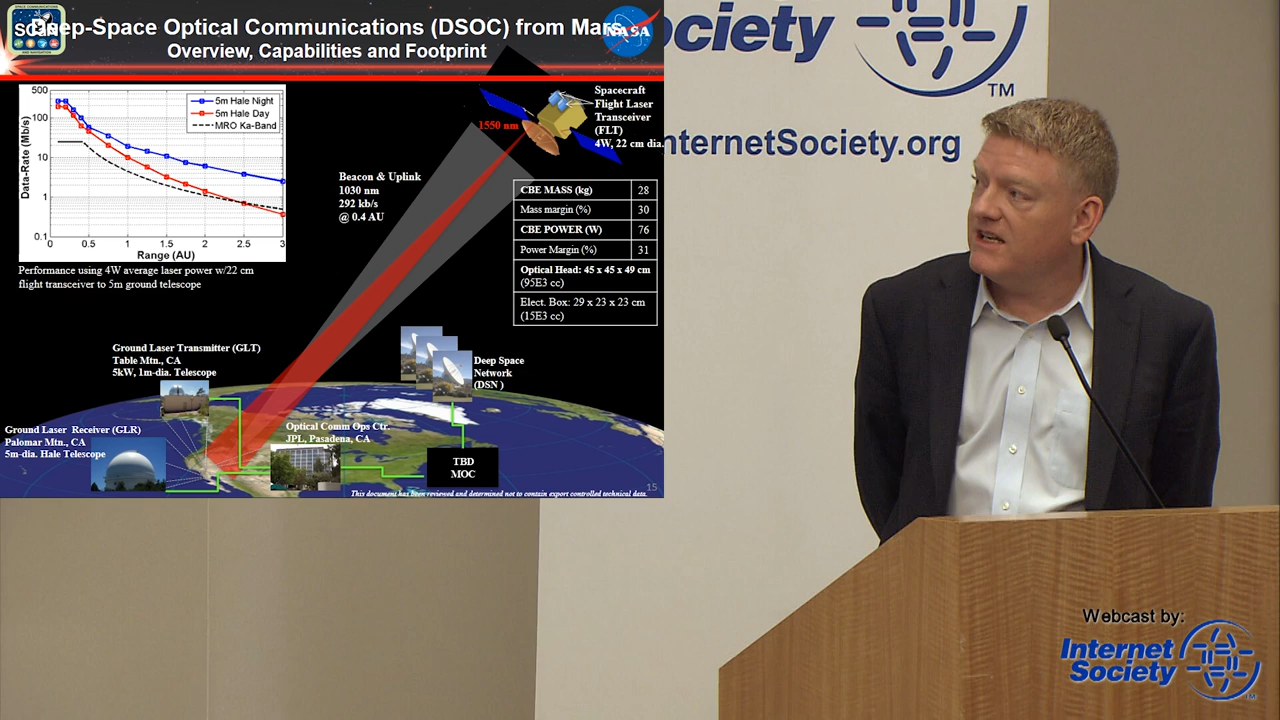 Deep-Space Optical Communications (DSOC) from Mars
Overview, Capabilities and Footprint
SCaN
NASA
500
100
10
1
0.1
Data-Rate (Mb/s)
0 0.5 1 1.5 2 2.5 3
Range (AU)
5m Hale Night
5m Hale Day
MRO Ka-Band
Performance using 4W average laser power w/22 cm
flight transceiver to 5m ground telescope
Beacon & Uplink
1030 nm
292 kb/s
@ 0.4 AU
1550 nm
Spacecraft
Flight Laser
Transceiver
(FLT)
4W, 22 cm dia.
CBE MASS (kg) 28
Mass margin (%) 30
CBE POWER (W) 76
Power Margin (%) 31
Optical Head: 45 x 45 x 49 cm
(95E3 cc)
Elect. Box: 29 x 23 x 23 cm
(15E3 cc)
Ground Laser Transmitter (GLT)
Table Mtn., CA
5kW, 1m-dia. Telescope
Deep Space
Network
(DSN )
Ground Laser Receiver (GLR)
Palomar Mtn., CA
5m-dia. Hale Telescope
Optical Comm Ops Ctr.
JPL, Pasadena, CA
TBD
MOC
This document has been reviewed and determined not to contain export controlled technical data.
15
ciety
TM
nternetSociety.org
Webcast by:
Internet
Society
TM